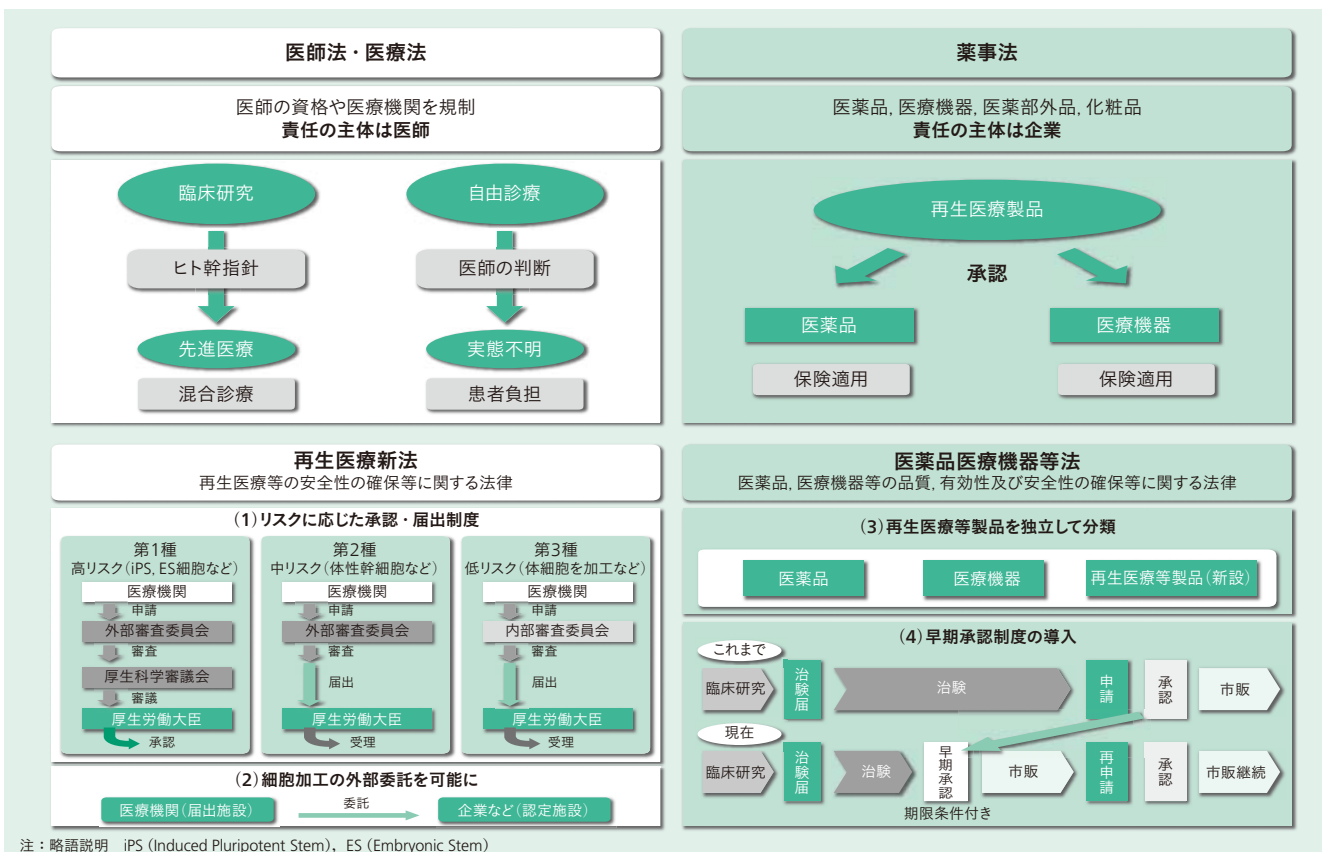 医師法・医療法
医師の資格や医療機関を規制
責任の主体は医師
臨床研究
自由診療
ヒト幹指針
医師の判断
先進医療
実態不明
混合診療
患者負担
薬事法
医薬品, 医療機器, 医薬部外品, 化粧品
責任の主体は企業
再生医療製品
承認
医薬品
医療機器
保険適用
保険適用
再生医療新法
再生医療等の安全性の確保等に関する法律
(1)リスクに応じた承認・届出制度
第1種
高リスク(iPS, ES細胞など)
医療機関
申請
外部審査委員会
審査
厚生科学審議会
審議
厚生労働大臣
承認
第2種
中リスク(体性幹細胞など)
医療機関
申請
外部審査委員会
審査
届出
厚生労働大臣
受理
第3種
低リスク(体細胞を加工など)
医療機関
申請
内部審査委員会
審査
届出
厚生労働大臣
受理
(2)細胞加工の外部委託を可能に
医療機関(届出施設)
委託
企業など(認定施設)
医薬品医療機器等法
医薬品, 医療機器等の品質, 有効性及び安全性の確保等に関する法律
(3)再生医療等製品を独立して分類
医薬品
医療機器
再生医療等製品(新設)
(4)早期承認制度の導入
これまで
臨床研究
治験届
治験
申請
承認
市販
現在
臨床研究
治験届
治験
早期承認
市販
再申請
承認
市販継続
期限条件付き
注:略語説明 iPS (Induced Pluripotent Stem), ES (Embryonic Stem)